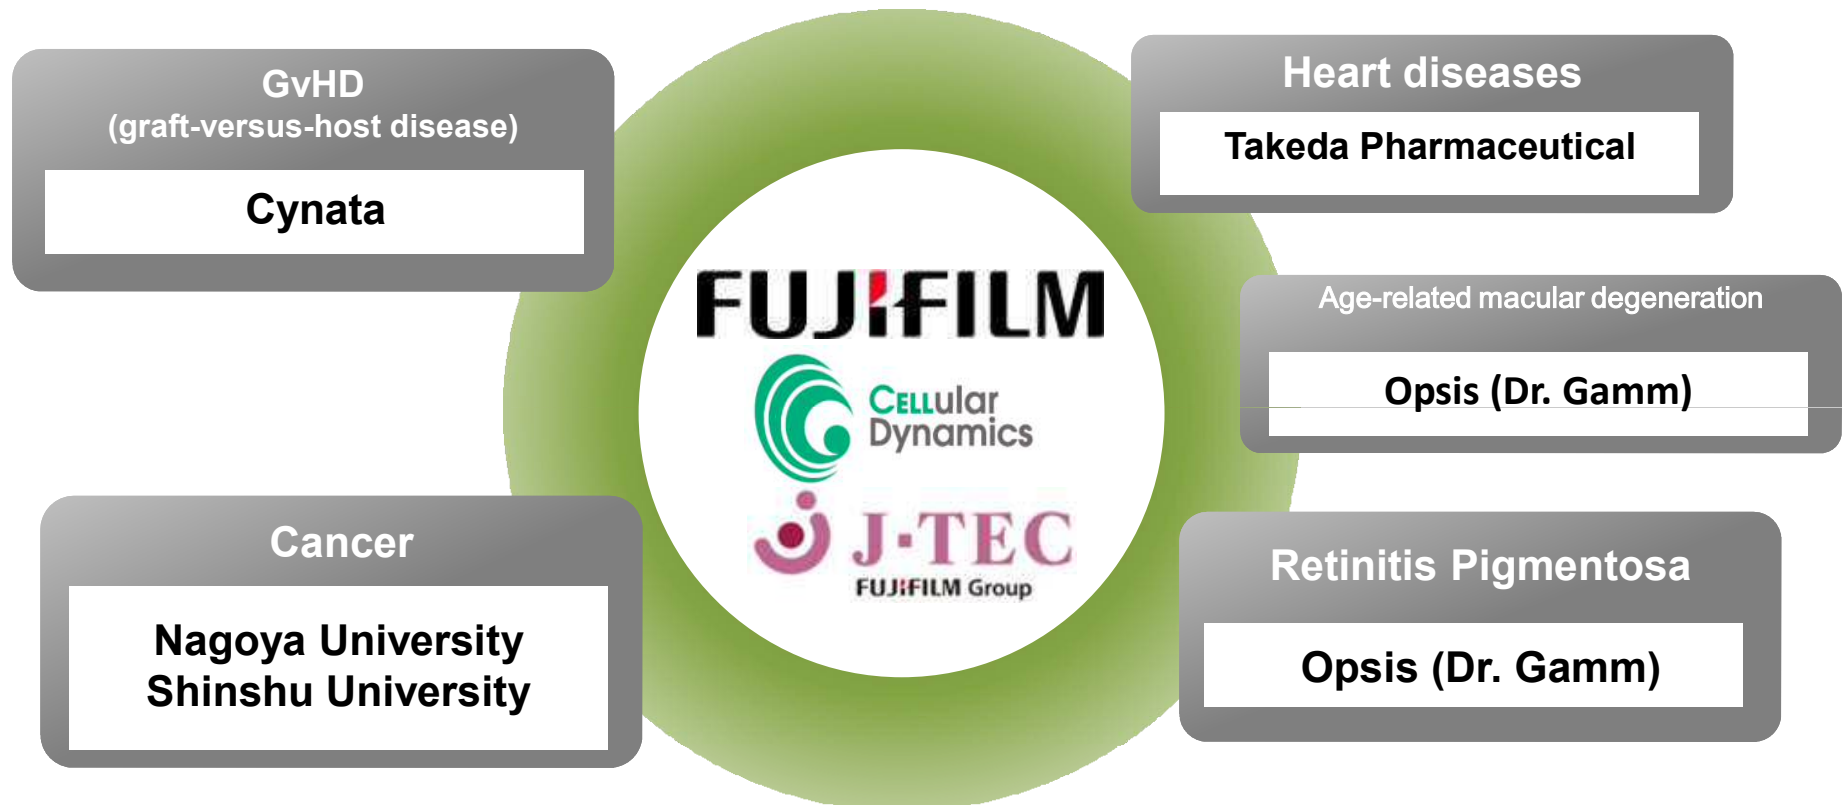 GvHD
(graft-versus-host disease)
Cynata
Heart diseases
Takeda Pharmaceutical
FUJIFILM
CELLular
Dynamics
J-TEC
FUJIFILM Group
Age-related macular degeneration
Opsis (Dr. Gamm)
Cancer
Nagoya University
Shinshu University
Retinitis Pigmentosa
Opsis (Dr. Gamm)